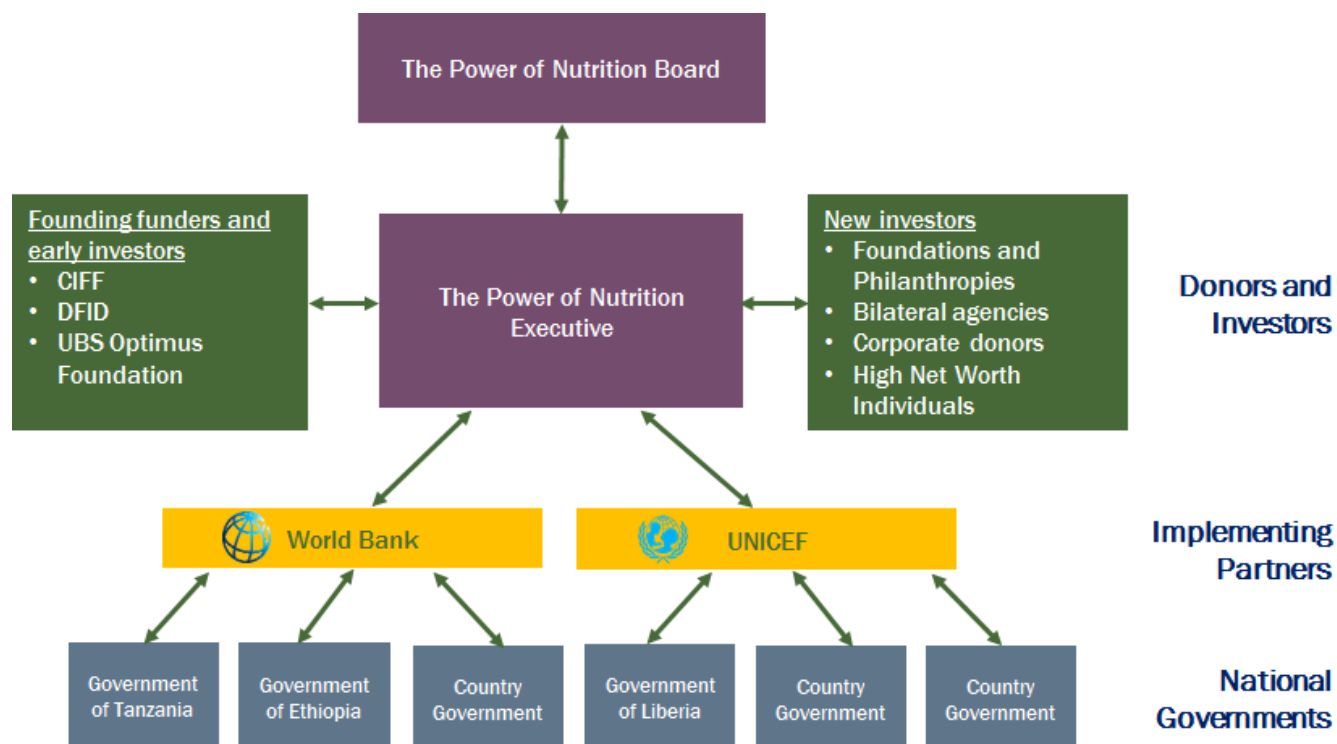 The Power of Nutrition Board
Founding funders and
early investors
• CIFF
• DFID
• UBS Optimus
Foundation
The Power of Nutrition
Executive
New investors
• Foundations and
Philanthropies
• Bilateral agencies
• Corporate donors
• High Net Worth
Individuals
Donors and
Investors
World Bank
UNICEF
Implementing
Partners
Government
of Tanzania
Government
of Ethiopia
Country
Government
Government
of Liberia
Country
Government
Country
Government
National
Governments